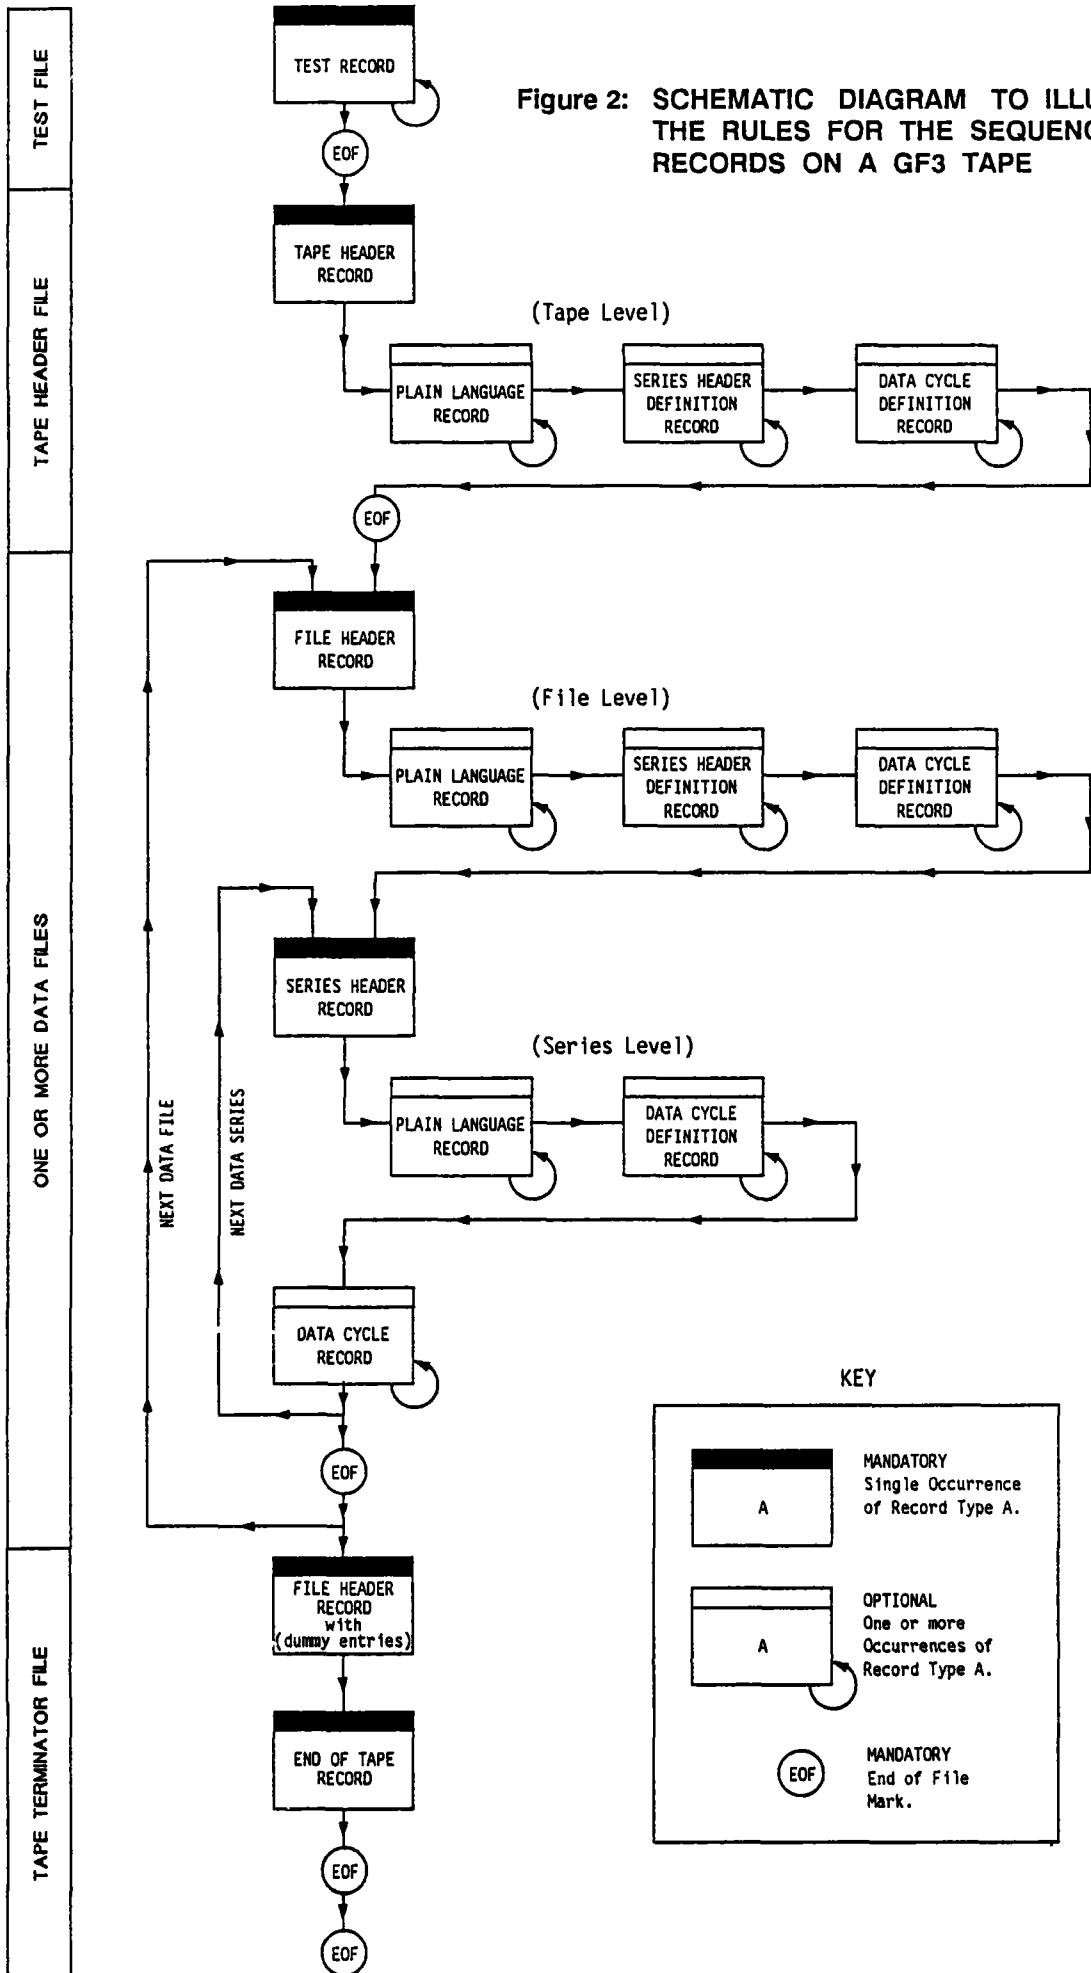 TEST FILE
TEST RECORD
EOF
Figure 2: SCHEMATIC DIAGRAM TO
THE RULES FOR THE
RECORDS ON A GF3 TAPE
TAPE HEADER FILE
TAPE HEADER
RECORD
(Tape Level)
PLAIN LANGUAGE
RECORD
SERIES HEADER
DEFINITION
RECORD
DATA CYCLE
DEFINITION
RECORD
EOF
ONE OR MORE DATA FILES
FILE HEADER
RECORD
(File Level)
PLAIN LANGUAGE
RECORD
SERIES HEADER
DEFINITION
RECORD
DATA CYCLE
DEFINITION
RECORD
NEXT DATA FILE
NEXT DATA SERIES
SERIES HEADER
RECORD
(Series Level)
PLAIN LANGUAGE
RECORD
DATA CYCLE
DEFINITION
RECORD
DATA CYCLE
RECORD
EOF
TAPE TERMINATOR FILE
FILE HEADER
RECORD
with
(dummy entries)
END OF TAPE
RECORD
EOF
EOF
KEY
A
MANDATORY
Single Occurrence
of Record Type A.
A
OPTIONAL
One or more
Occurrences of
Record Type A.
EOF
MANDATORY
End of File
Mark.